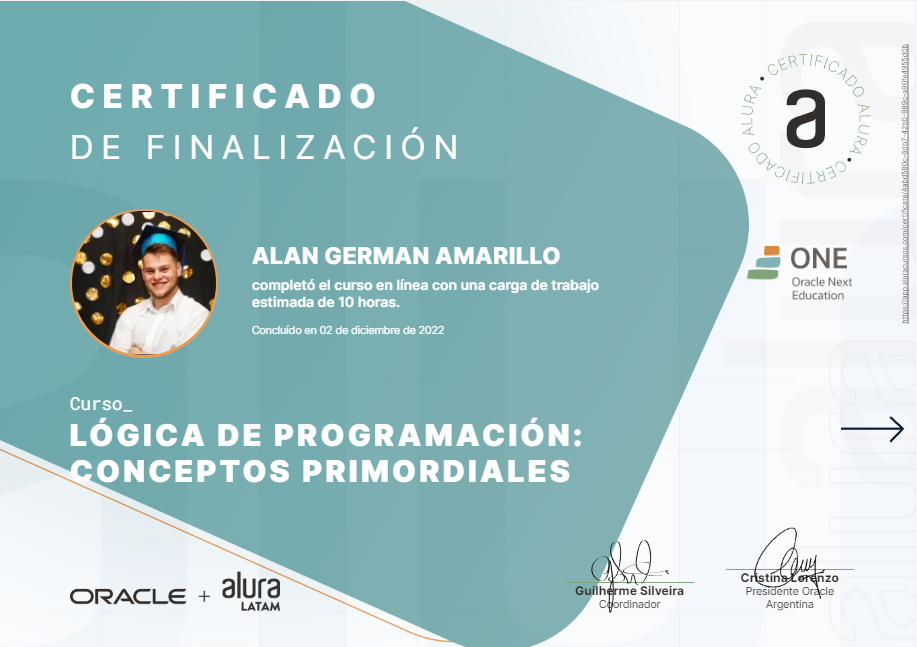 CERTIFICADO
DE FINALIZACIÓN
ALAN GERMAN AMARILLO
completó el curso en línea con una carga de trabajo
estimada de 10 horas.
Concluído en 02 de diciembre de 2022
Curso_
LÓGICA DE PROGRAMACIÓN:
CONCEPTOS PRIMORDIALES
ORACLE + alura
LATAM
CERTIFICADO ALURA • CERTIFICADO ALURA •
a
ONE
Oracle Next
Education
Guilherme Silveira
Coordinador
Cristina Lorenzo
Presidente Oracle
Argentina
alura